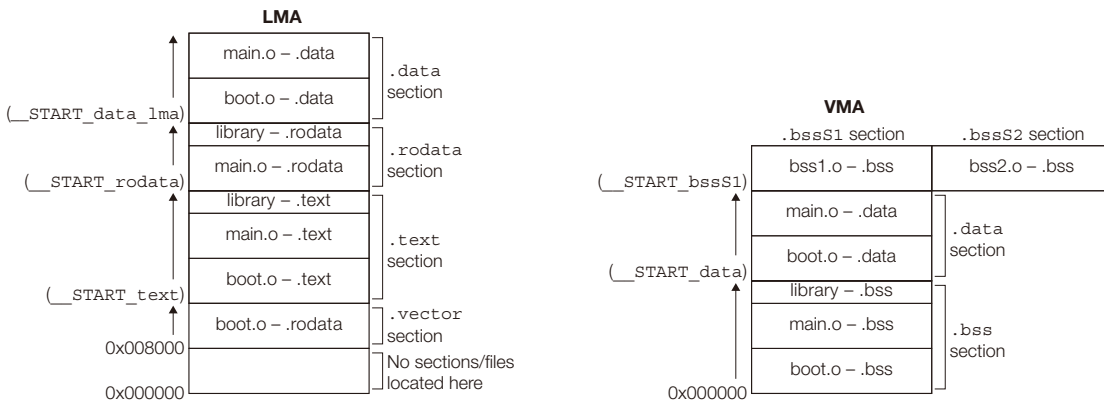 LMA
main.o – .data
boot.o – .data
.data
section
(__START_data_lma)
library – .rodata
main.o – .rodata
.rodata
section
(__START_rodata)
library – .text
main.o – .text
boot.o – .text
.text
section
(__START_text)
boot.o – .rodata
.vector
section
0x008000
No sections/files
located here
0x000000
VMA
.bssS1 section
.bssS2 section
bss1.o – .bss
bss2.o – .bss
(__START_bssS1)
main.o – .data
boot.o – .data
.data
section
(__START_data)
library – .bss
main.o – .bss
boot.o – .bss
.bss
section
0x000000